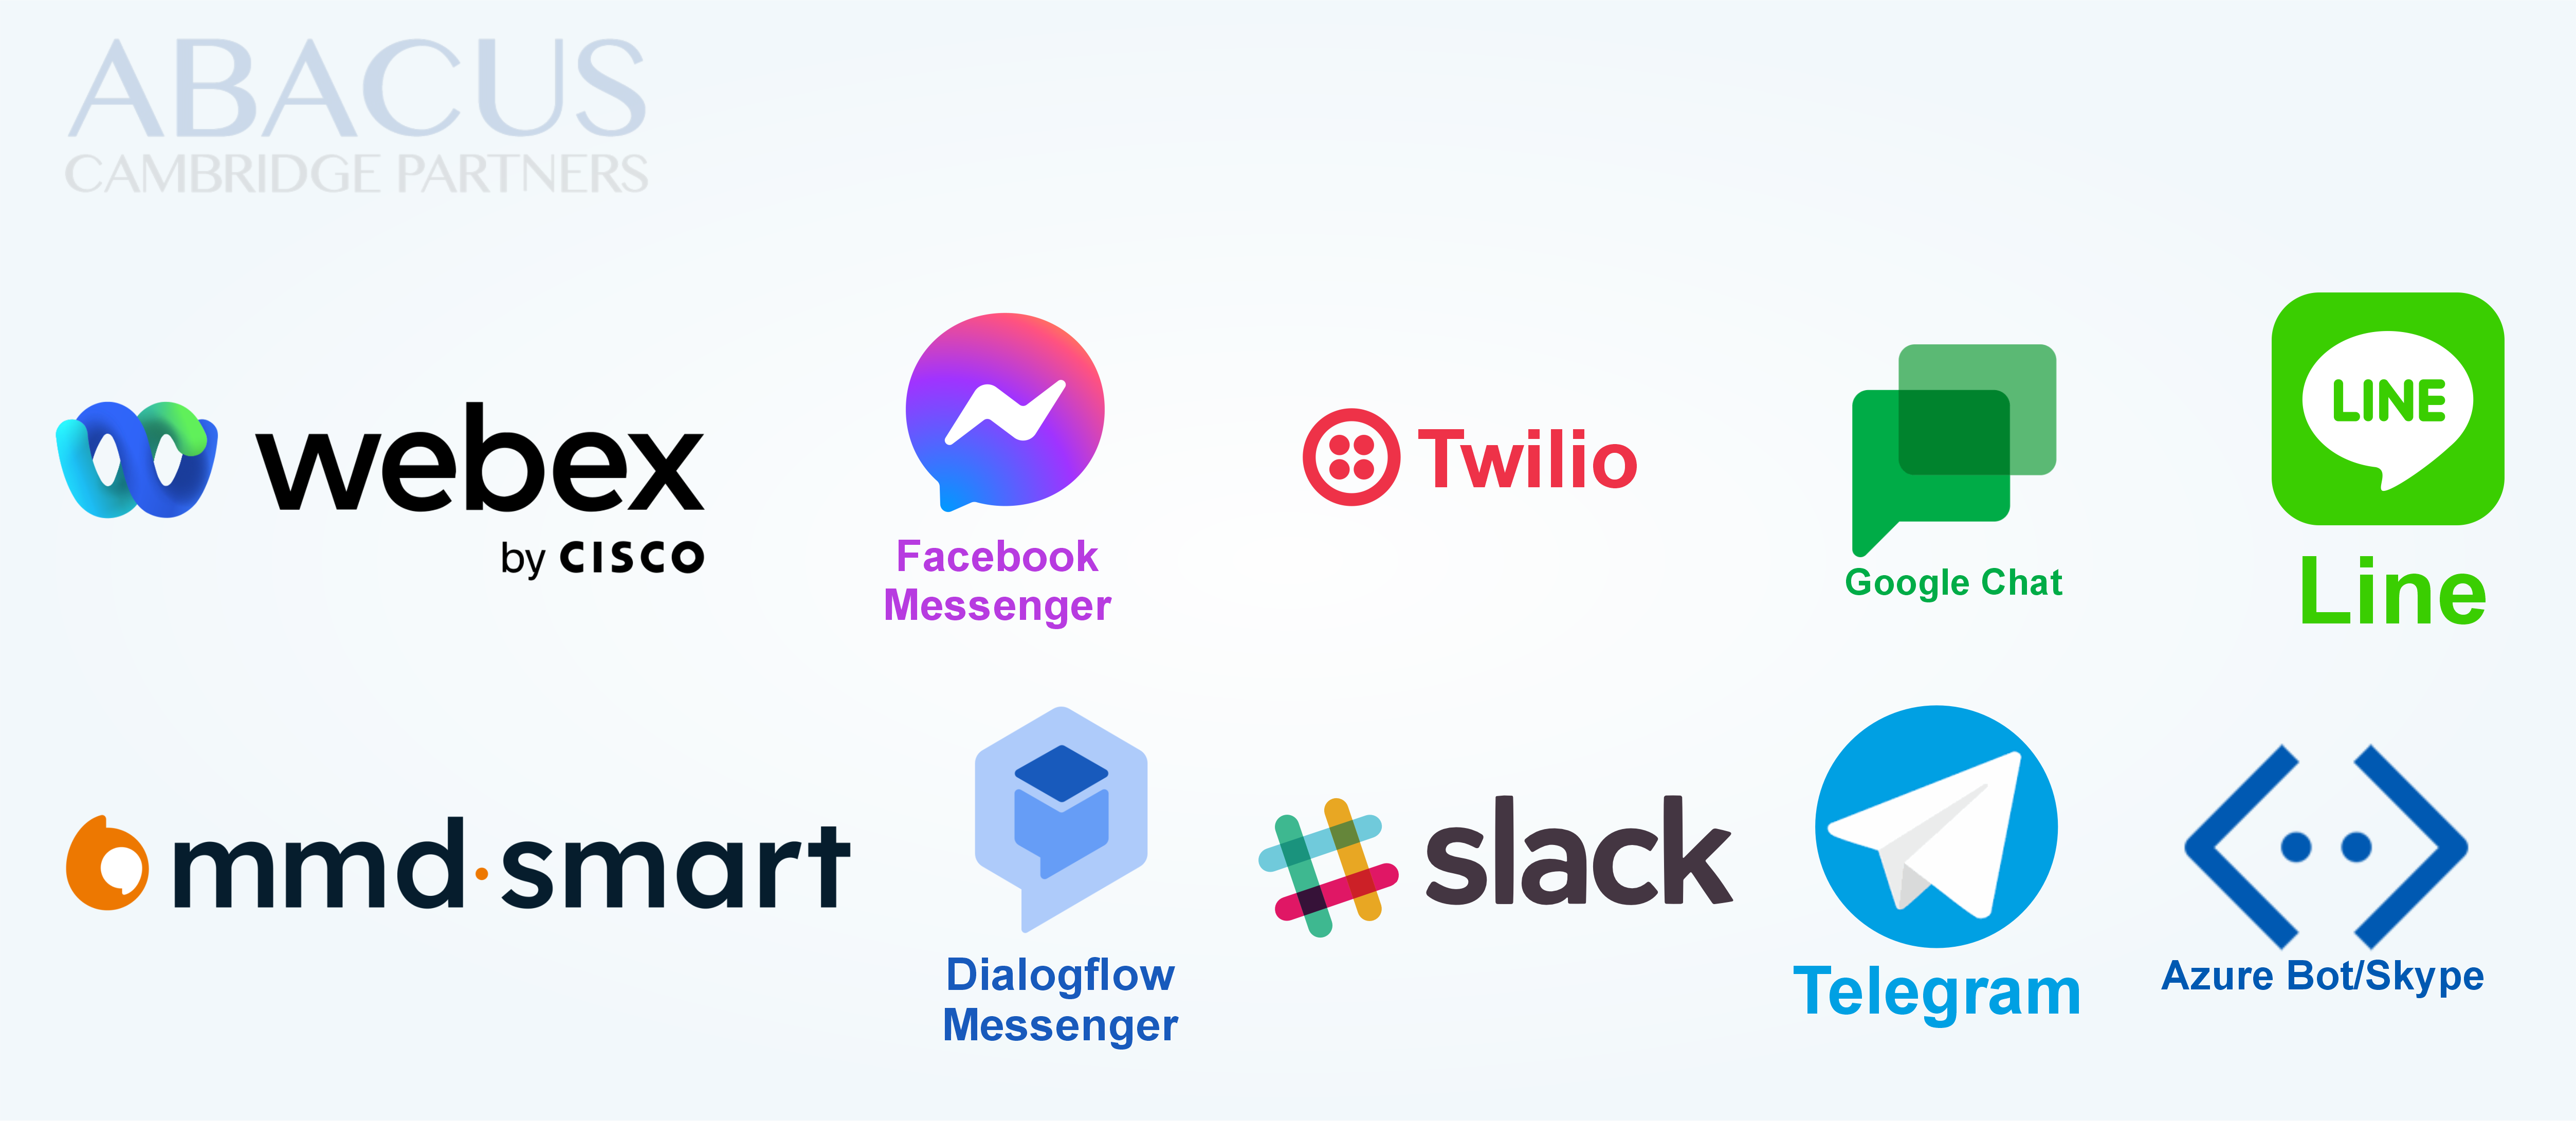 ABACUS
CAMBRIDGE PARTNERS
webex
by CISCO
Facebook
Messenger
Twilio
Google Chat
LINE
Line
mmd·smart
Dialogflow
Messenger
slack
Telegram
Azure Bot/Skype